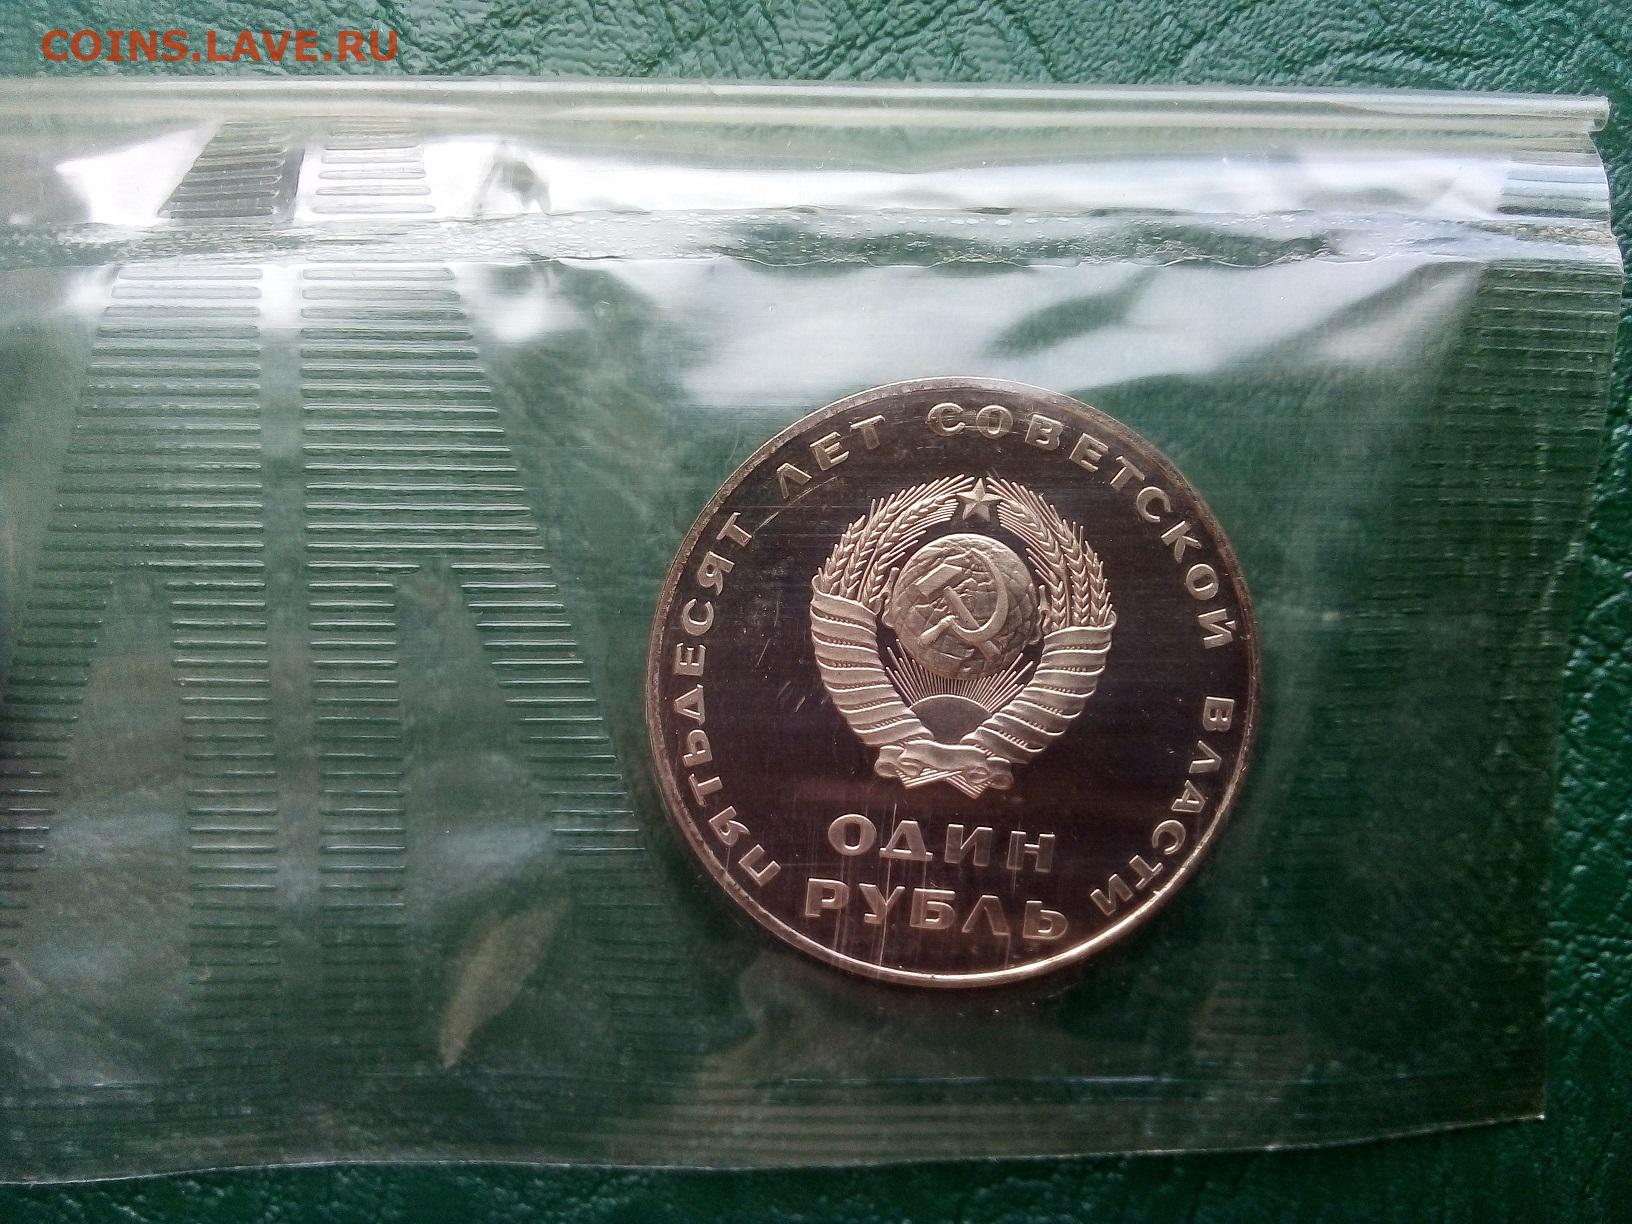 COINS.LAVE.RU
ПЯТЬДЕСЯТ ЛЕТ СОВЕТСКОЙ ВЛАСТИ
ОДИН
РУБЛЬ